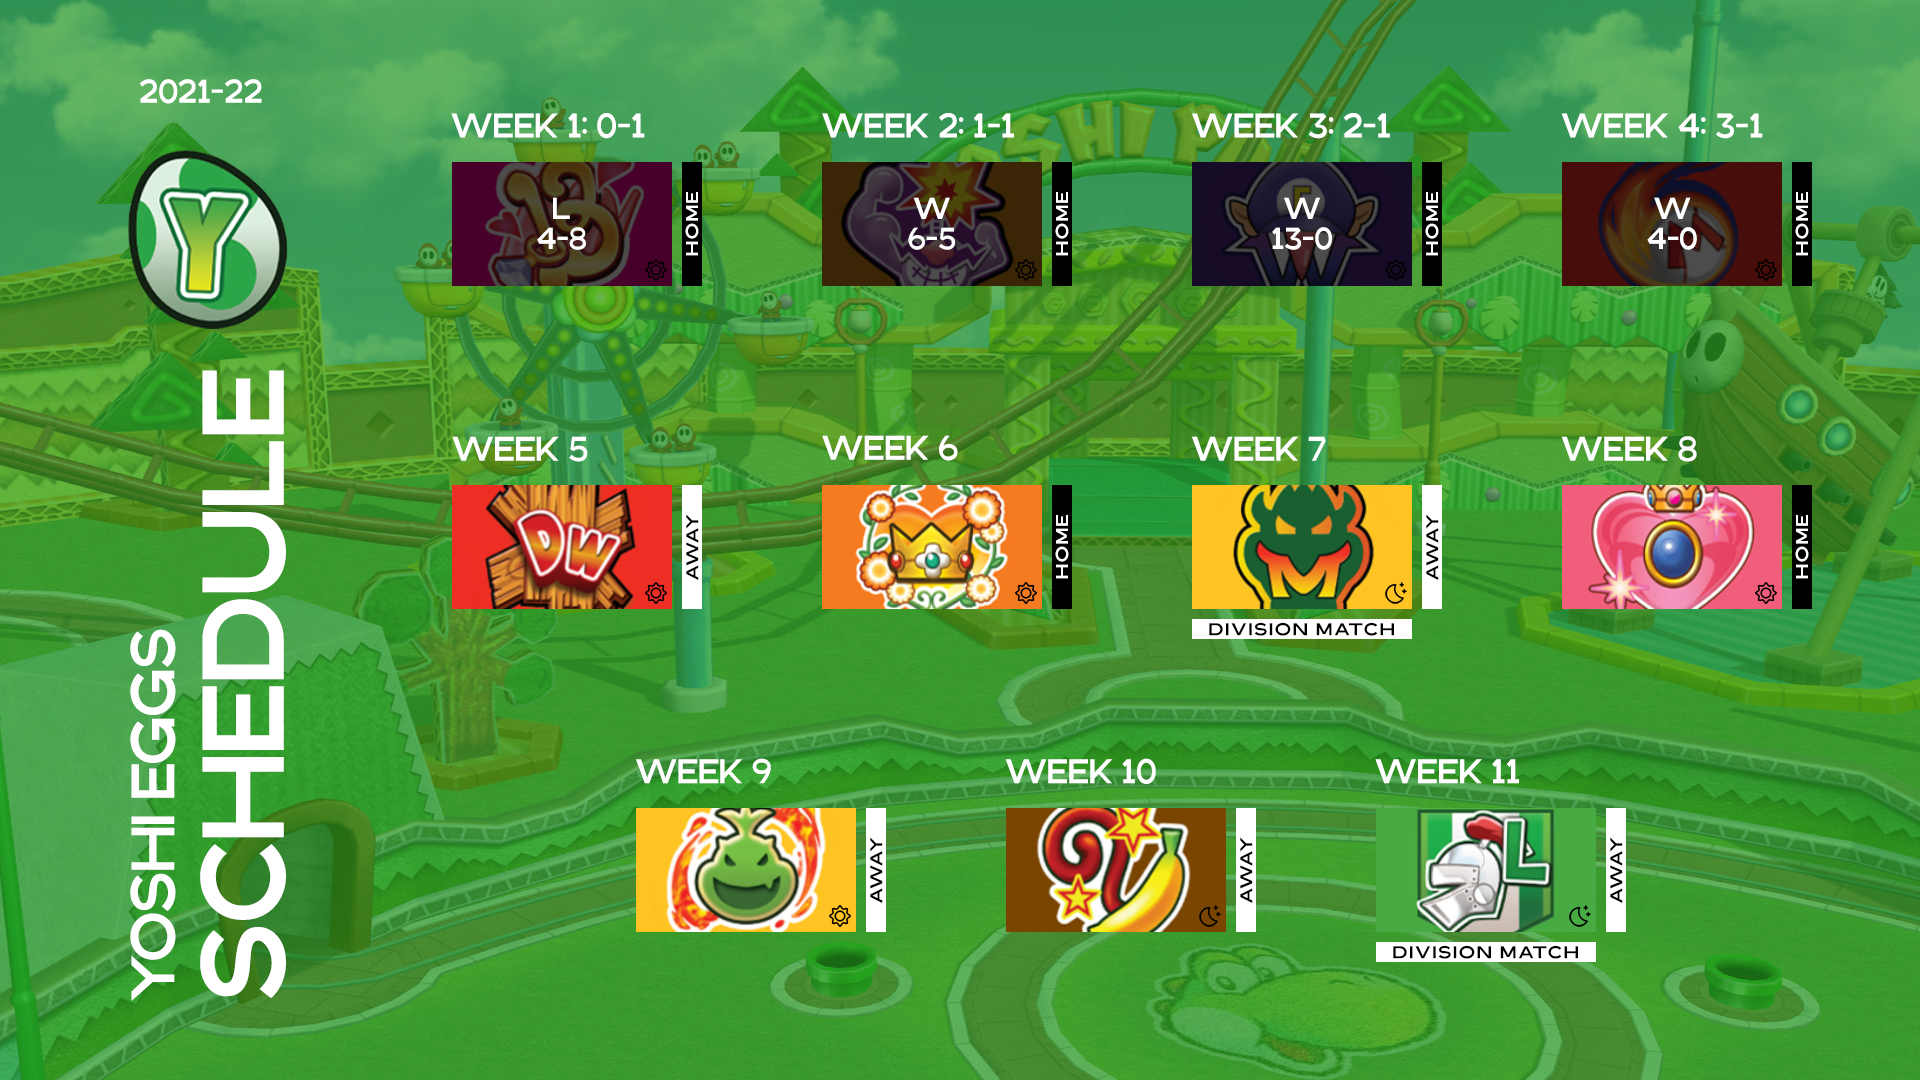 2021-22
Y
YOSHI EGGS
SCHEDULE
YOSHI PA
WEEK 1: 0-1
13
L
4-8
HOME
WEEK 2: 1-1
W
6-5
HOME
WEEK 3: 2-1
W
13-0
HOME
WEEK 4: 3-1
W
4-0
HOME
WEEK 5
DW
AWAY
WEEK 6
HOME
WEEK 7
M
AWAY
DIVISION MATCH
WEEK 8
HOME
WEEK 9
AWAY
WEEK 10
AWAY
WEEK 11
L
AWAY
DIVISION MATCH